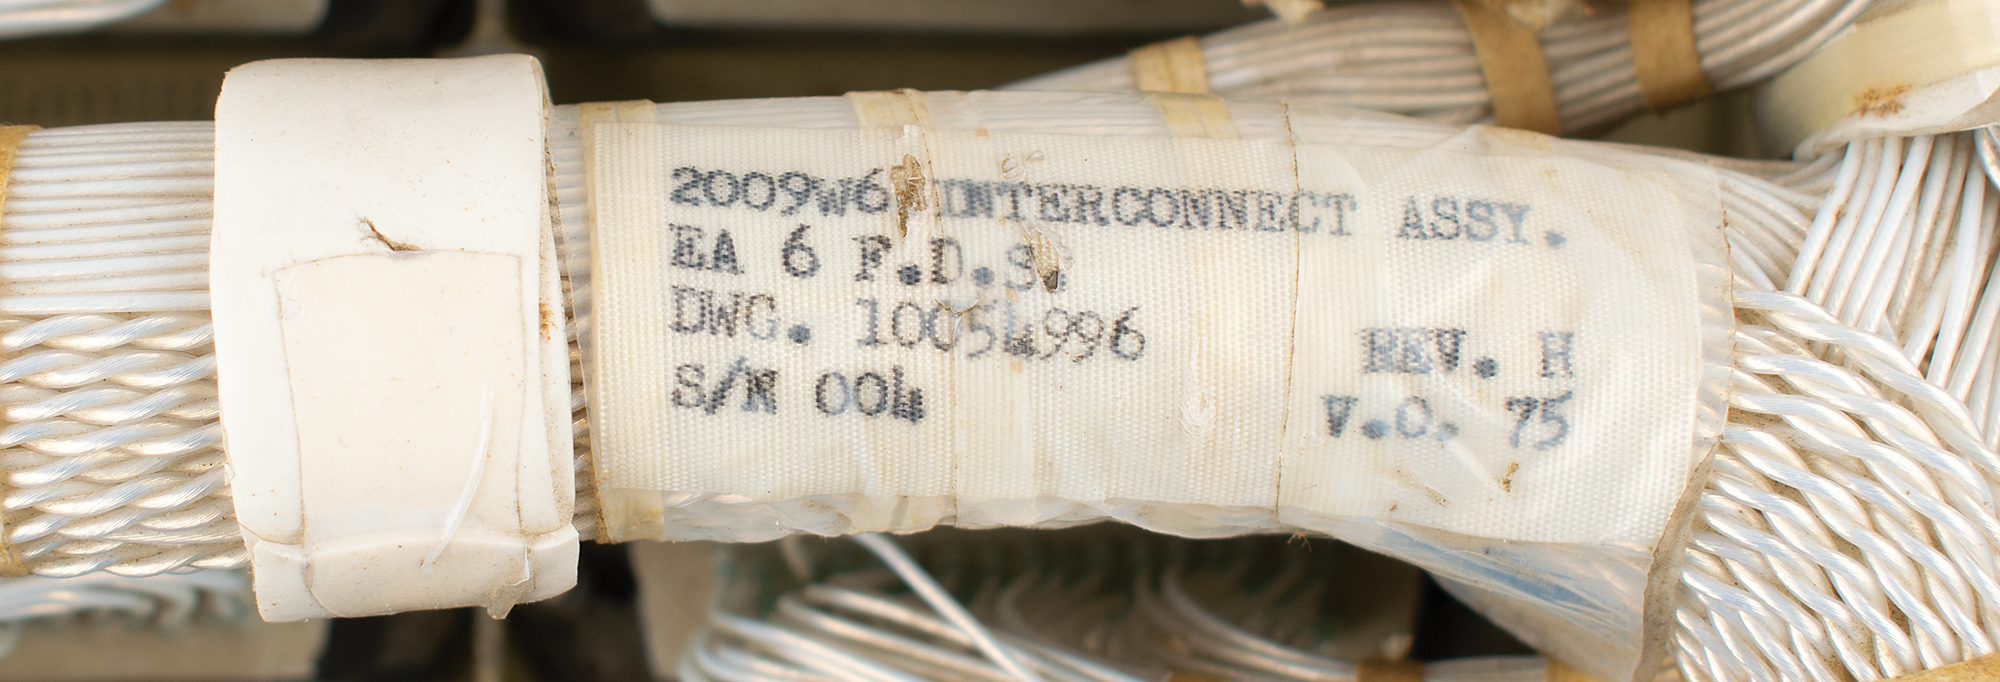 2009W6 INTERCONNECT ASSY.
EA 6 F.D.S.
DWG. 10054996
REV. H
S/N 004
V.O. 75